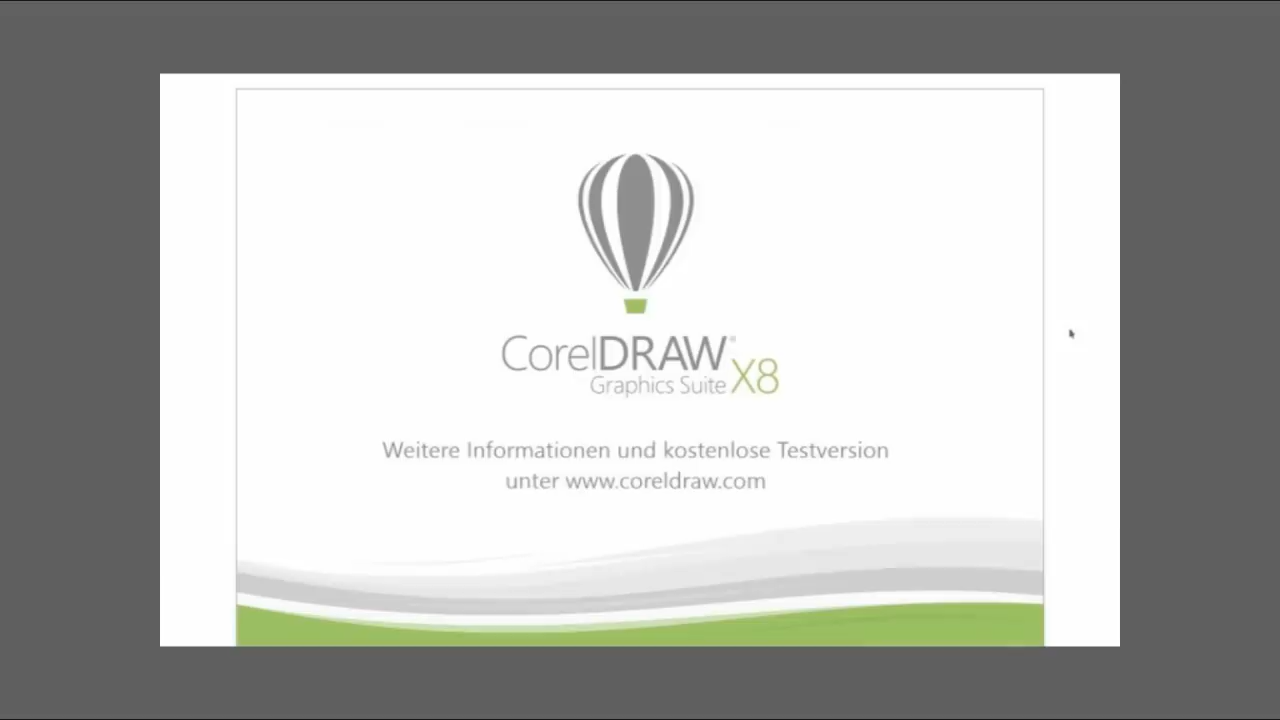 CorelDRAW®
Graphics Suite X8
Weitere Informationen und kostenlose Testversion
unter www.coreldraw.com